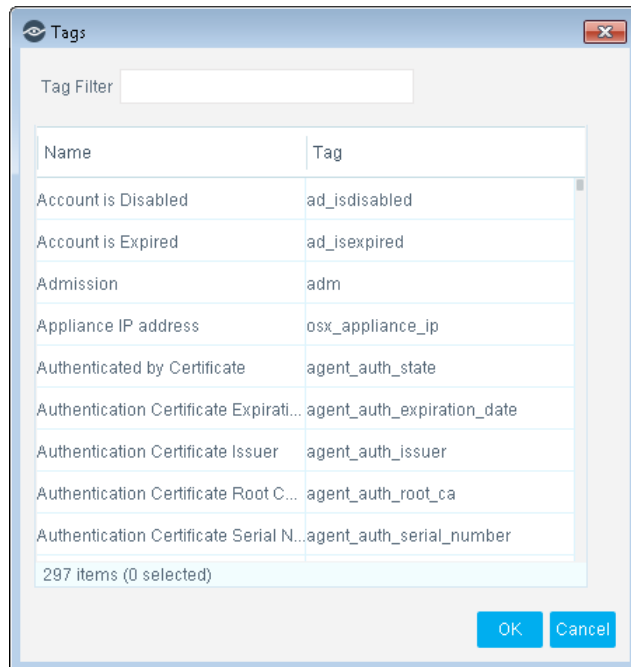 Tags
Tag Filter
Name Tag
Account is Disabled ad_isdisabled
Account is Expired ad_isexpired
Admission adm
Appliance IP address osx_appliance_ip
Authenticated by Certificate agent_auth_state
Authentication Certificate Expirati... agent_auth_expiration_date
Authentication Certificate Issuer agent_auth_issuer
Authentication Certificate Root C... agent_auth_root_ca
Authentication Certificate Serial N... agent_auth_serial_number
297 items (0 selected)
OK Cancel